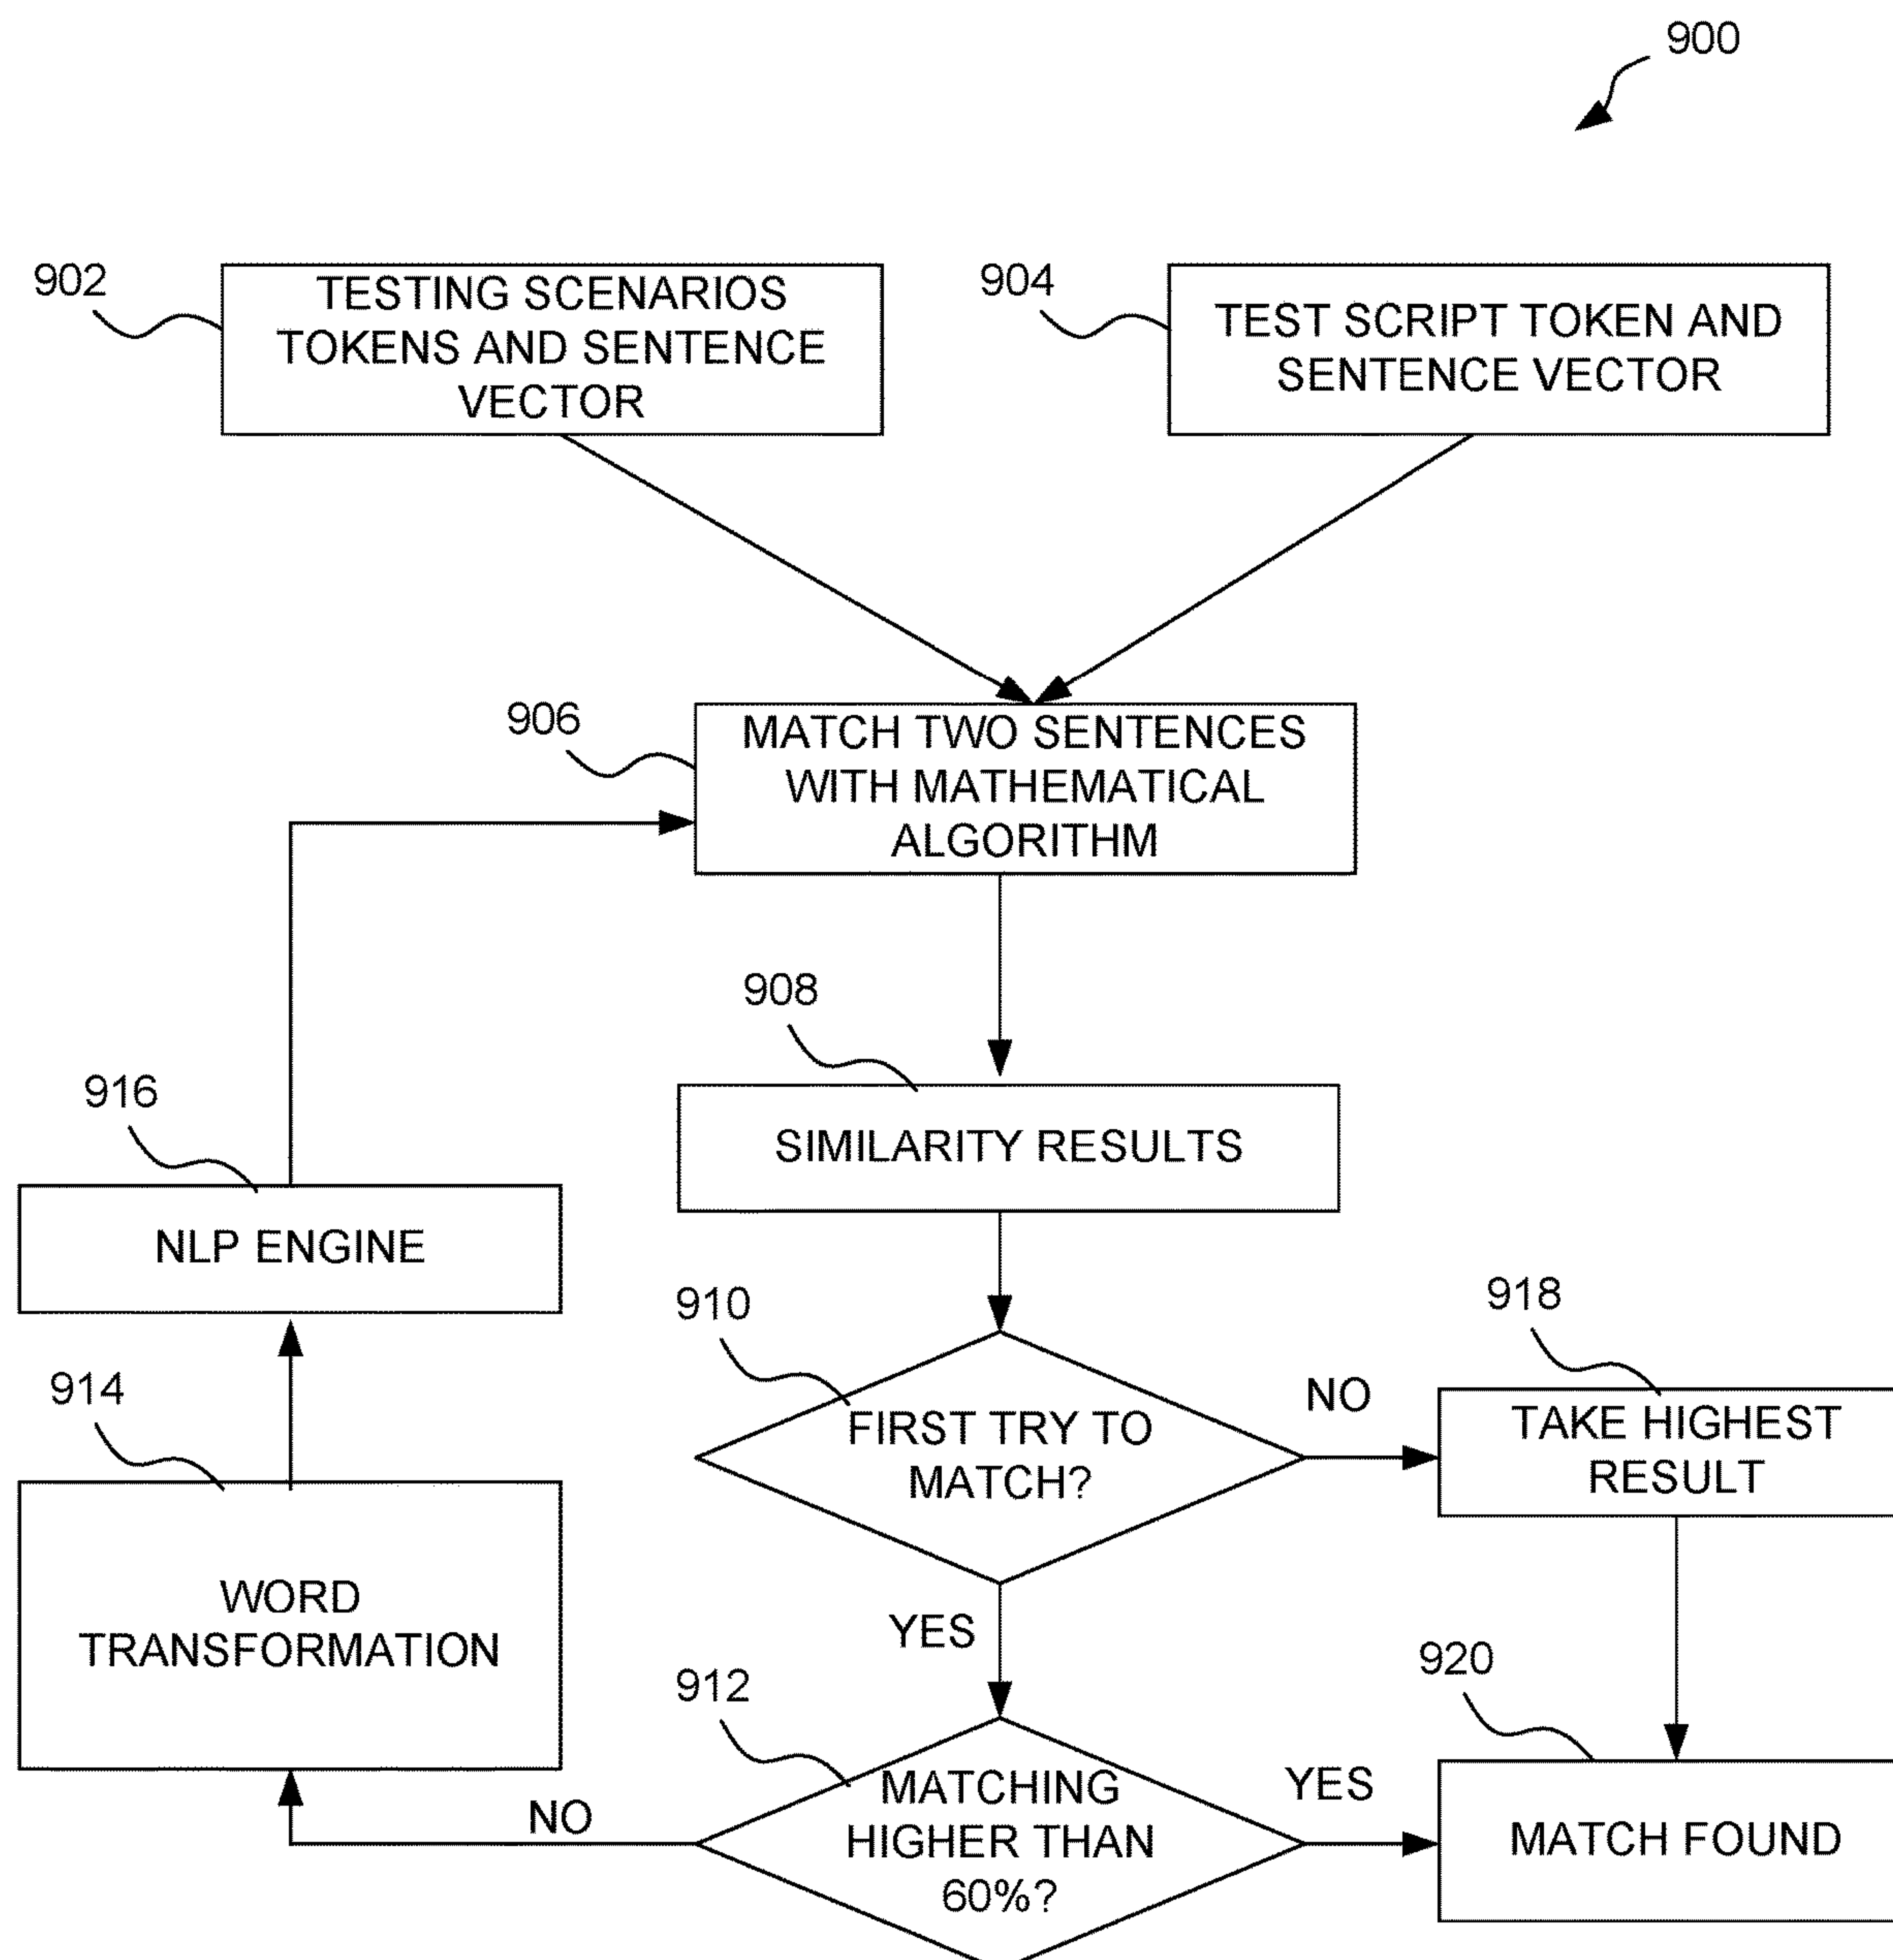 900
902
TESTING SCENARIOS
TOKENS AND SENTENCE
VECTOR
904
TEST SCRIPT TOKEN AND
SENTENCE VECTOR
906
MATCH TWO SENTENCES
WITH MATHEMATICAL
ALGORITHM
908
SIMILARITY RESULTS
916
NLP ENGINE
910
FIRST TRY TO
MATCH?
NO
918
TAKE HIGHEST
RESULT
914
WORD
TRANSFORMATION
YES
912
MATCHING
HIGHER THAN
60%?
NO
YES
920
MATCH FOUND